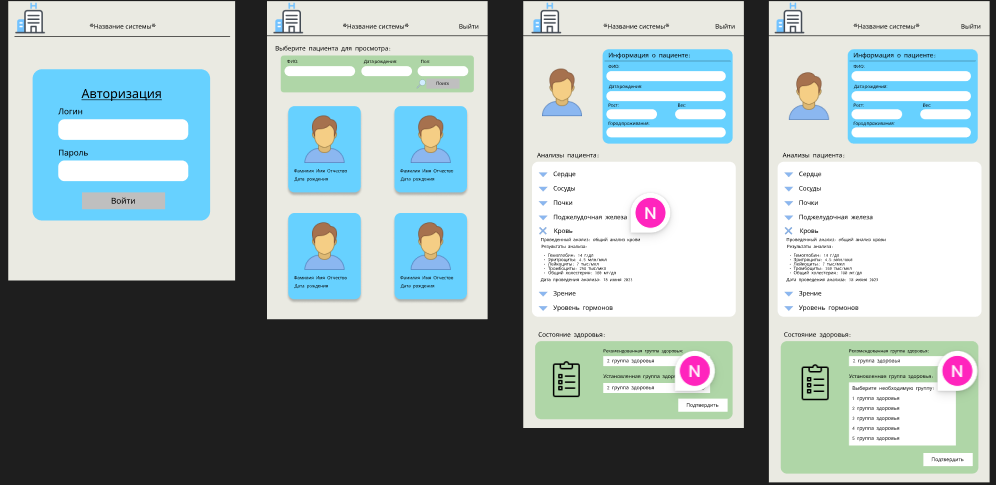 *Название системы*
Авторизация
Логин
Пароль
Войти
*Название системы*
Выйти
Выберите пациента для просмотра:
ФИО:
Дата рождения
Пол:
Поиск
Фамилия Имя Отчество
Дата рождения
Фамилия Имя Отчество
Дата рождения
Фамилия Имя Отчество
Дата рождения
Фамилия Имя Отчество
Дата рождения
*Название системы*
Выйти
Информация о пациенте:
ФИО:
Дата рождения:
Рост:
Вес:
Город проживания:
Анализы пациента:
Сердце
Сосуды
Почки
Поджелудочная железа
N
Кровь
Проведенный анализ: общий анализ крови
Результаты анализа:
- Гемоглобин: 14 г/дл
- Эритроциты: 4.5 млн/мкл
- Лейкоциты: 7 тыс/мкл
- Тромбоциты: 250 тыс/мкл
- Общий холестерин: 180 мг/дл
Дата проведения анализа: 15 июня 2023
Зрение
Уровень гормонов
Состояние здоровья:
Рекомендованная группа здоровья:
2 группа здоровья
N
Установленная группа здоровья:
2 группа здоровья
Подтвердить
*Название системы*
Выйти
Информация о пациенте:
ФИО:
Дата рождения:
Рост:
Вес:
Город проживания:
Анализы пациента:
Сердце
Сосуды
Почки
Поджелудочная железа
Кровь
Проведенный анализ: общий анализ крови
Результаты анализа:
- Гемоглобин: 14 г/дл
- Эритроциты: 4.5 млн/мкл
- Лейкоциты: 7 тыс/мкл
- Тромбоциты: 250 тыс/мкл
- Общий холестерин: 180 мг/дл
Дата проведения анализа: 15 июня 2023
Зрение
Уровень гормонов
Состояние здоровья:
Рекомендованная группа здоровья:
2 группа здоровья
N
Установленная группа здоровья:
Выберите необходимую группу:
1 группа здоровья
2 группа здоровья
3 группа здоровья
4 группа здоровья
5 группа здоровья
Подтвердить